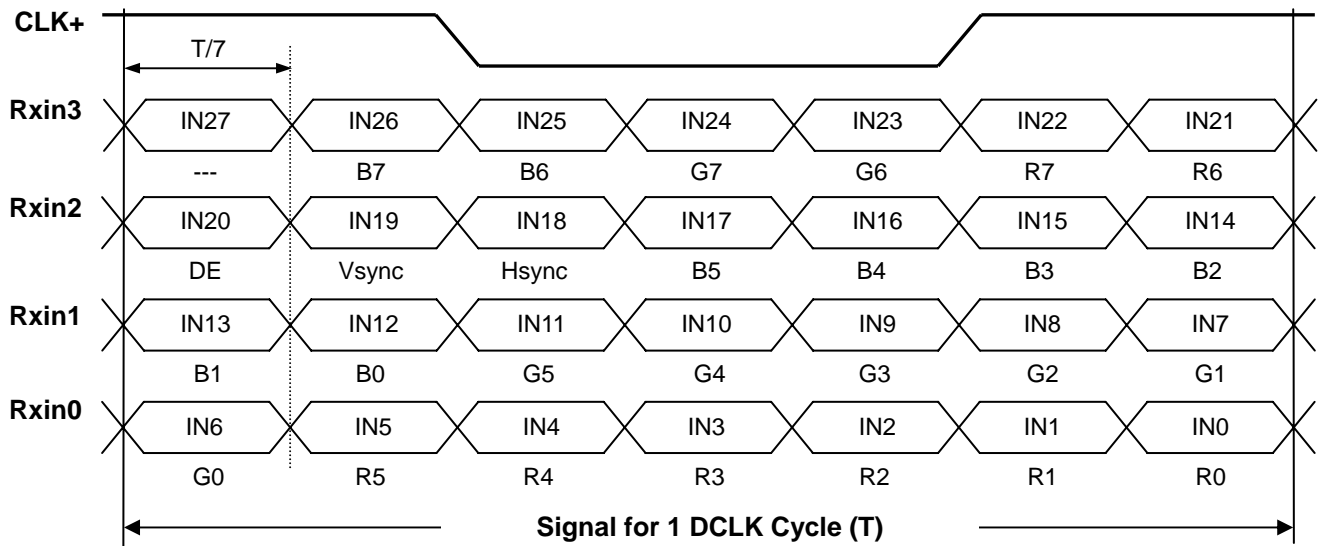 CLK+
T/7
Rxin3 IN27 IN26 IN25 IN24 IN23 IN22 IN21
--- B7 B6 G7 G6 R7 R6
Rxin2 IN20 IN19 IN18 IN17 IN16 IN15 IN14
DE Vsync Hsync B5 B4 B3 B2
Rxin1 IN13 IN12 IN11 IN10 IN9 IN8 IN7
B1 B0 G5 G4 G3 G2 G1
Rxin0 IN6 IN5 IN4 IN3 IN2 IN1 IN0
G0 R5 R4 R3 R2 R1 R0
Signal for 1 DCLK Cycle (T)